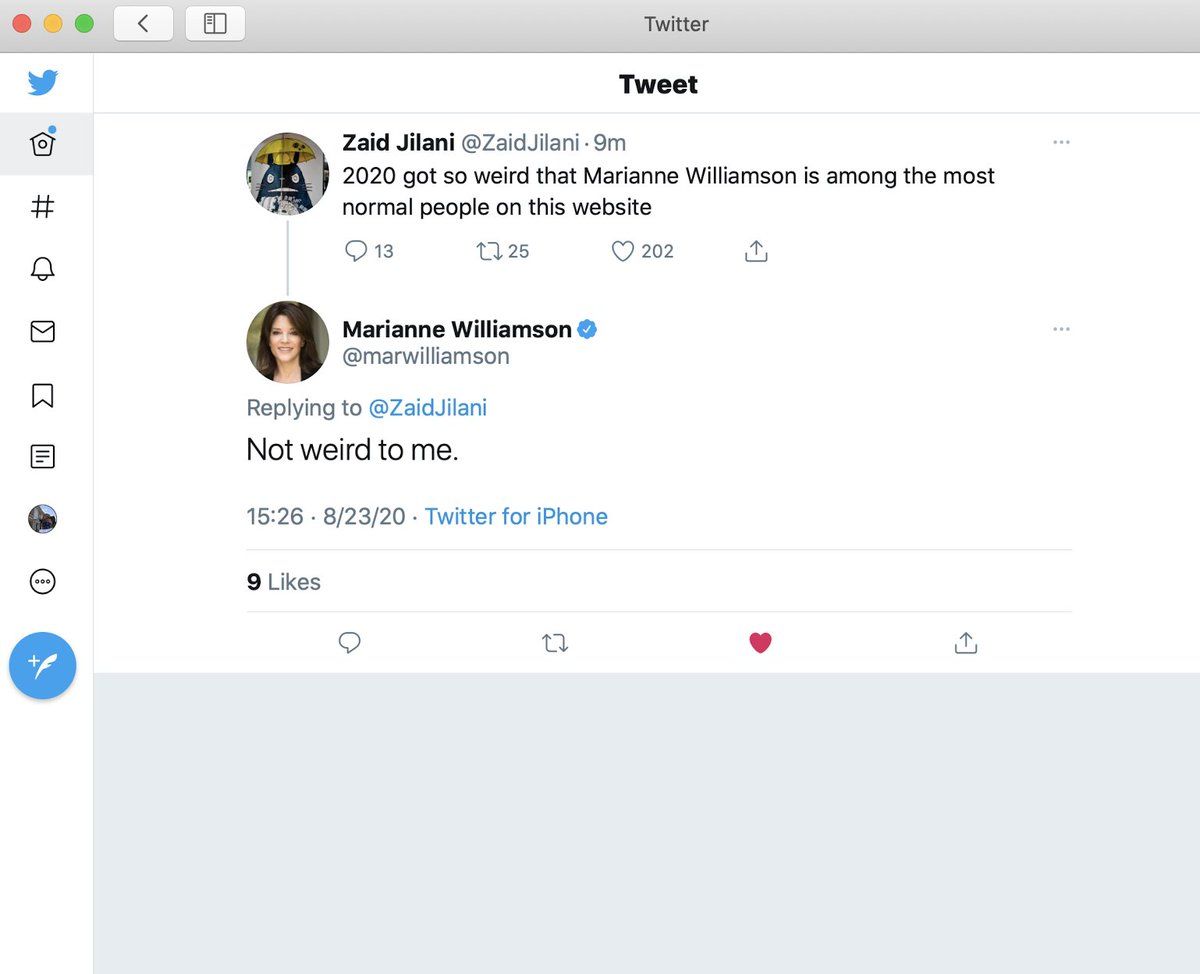 Twitter
Tweet
Zaid Jilani @ZaidJilani · 9m
2020 got so weird that Marianne Williamson is among the most
normal people on this website
13 25 202
Marianne Williamson
@marwilliamson
Replying to @ZaidJilani
Not weird to me.
15:26 · 8/23/20 · Twitter for iPhone
9 Likes